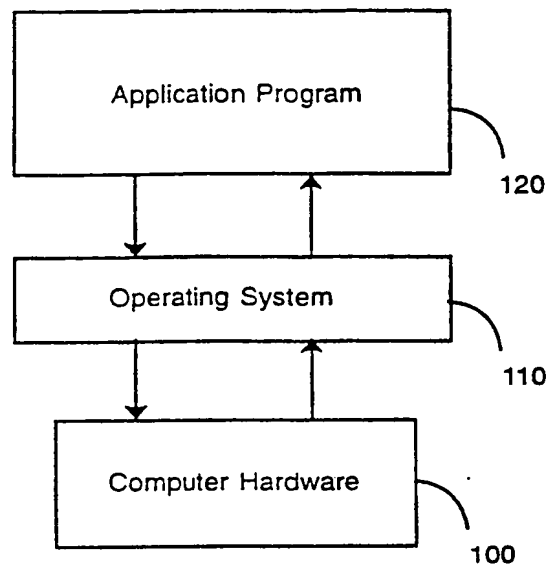 Application Program
120
Operating System
110
Computer Hardware
100